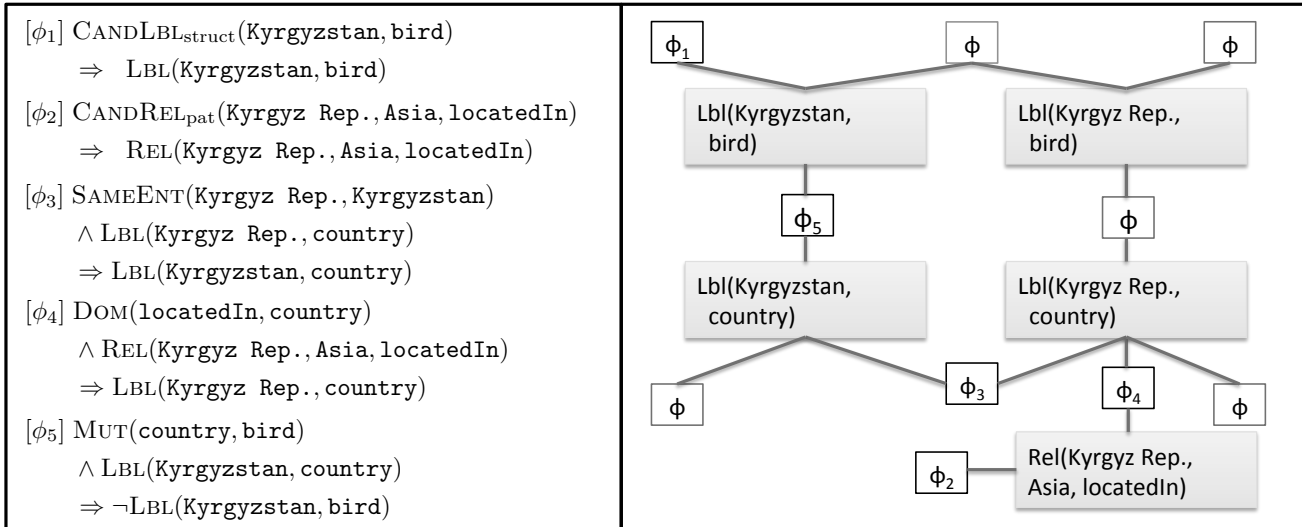 [ϕ₁] CANDLBL_struct(Kyrgyzstan, bird)
⇒ LBL(Kyrgyzstan, bird)
[ϕ₂] CANDREL_pat(Kyrgyz Rep., Asia, locatedIn)
⇒ REL(Kyrgyz Rep., Asia, locatedIn)
[ϕ₃] SAMEENT(Kyrgyz Rep., Kyrgyzstan)
∧ LBL(Kyrgyz Rep., country)
⇒ LBL(Kyrgyzstan, country)
[ϕ₄] DOM(locatedIn, country)
∧ REL(Kyrgyz Rep., Asia, locatedIn)
⇒ LBL(Kyrgyz Rep., country)
[ϕ₅] MUT(country, bird)
∧ LBL(Kyrgyzstan, country)
⇒ ¬LBL(Kyrgyzstan, bird)
ϕ₁
ϕ
ϕ
Lbl(Kyrgyzstan,
bird)
Lbl(Kyrgyz Rep.,
bird)
ϕ₅
ϕ
Lbl(Kyrgyzstan,
country)
Lbl(Kyrgyz Rep.,
country)
ϕ
ϕ₃
ϕ₄
ϕ
ϕ₂
Rel(Kyrgyz Rep.,
Asia, locatedIn)